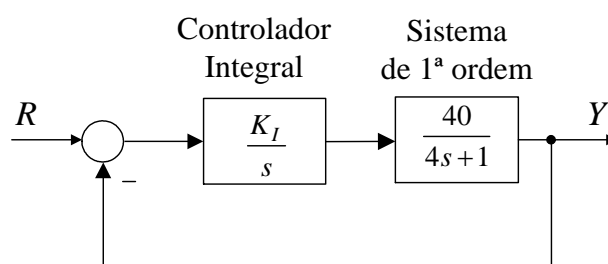 Controlador
Integral
Sistema
de 1ª ordem
R
K_I
s
40
4s+1
Y
−